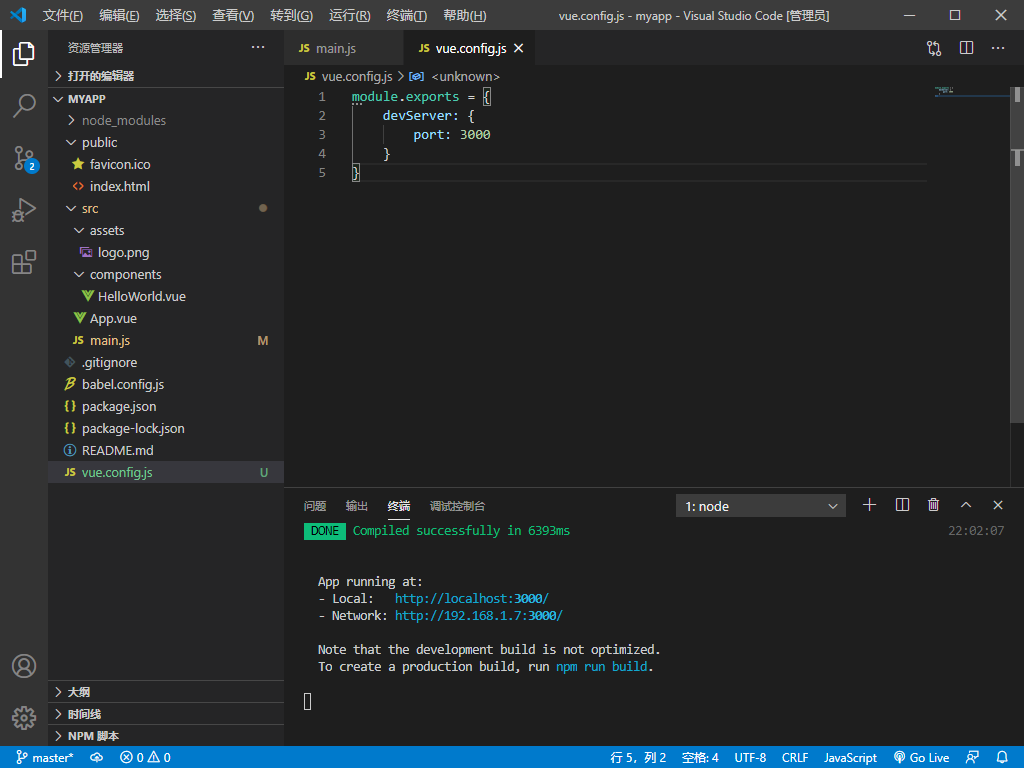 文件(F) 编辑(E) 选择(S) 查看(V) 转到(G) 运行(R) 终端(T) 帮助(H) vue.config.js - myapp - Visual Studio Code [管理员]
资源管理器
打开的编辑器
MYAPP
node_modules
public
favicon.ico
index.html
src
assets
logo.png
components
HelloWorld.vue
App.vue
JS main.js M
.gitignore
babel.config.js
package.json
package-lock.json
README.md
JS vue.config.js U
大纲
时间线
NPM 脚本
2
JS main.js JS vue.config.js
JS vue.config.js > <unknown>
1 module.exports = {
2 devServer: {
3 port: 3000
4 }
5 }
问题 输出 终端 调试控制台 1: node
DONE Compiled successfully in 6393ms 22:02:07
App running at:
- Local: http://localhost:3000/
- Network: http://192.168.1.7:3000/
Note that the development build is not optimized.
To create a production build, run npm run build.
master* 0 0 行 5，列 2 空格: 4 UTF-8 CRLF JavaScript Go Live